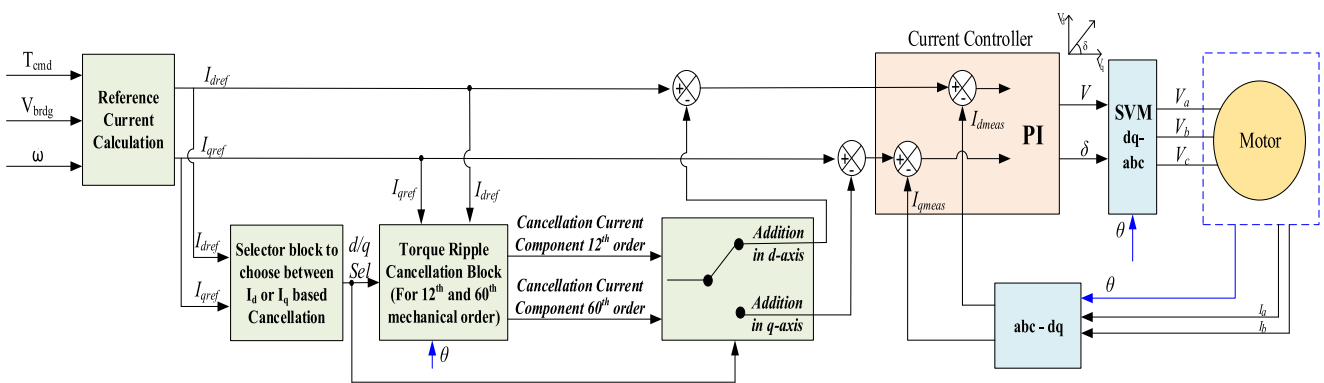 T_cmd
V_brdg
ω
Reference
Current
Calculation
I_dref
I_qref
I_dref
I_qref
Selector block to
choose between
I_d or I_q based
Cancellation
d/q
Sel
I_qref
I_dref
Torque Ripple
Cancellation Block
(For 12th and 60th
mechanical order)
θ
Cancellation Current
Component 12th order
Cancellation Current
Component 60th order
Addition
in d-axis
Addition
in q-axis
+
-
+
-
Current Controller
+
-
I_dmeas
+
-
I_qmeas
PI
V_d
δ
V_q
V
δ
SVM
dq-
abc
θ
V_a
V_b
V_c
Motor
abc - dq
θ
I_a
I_b